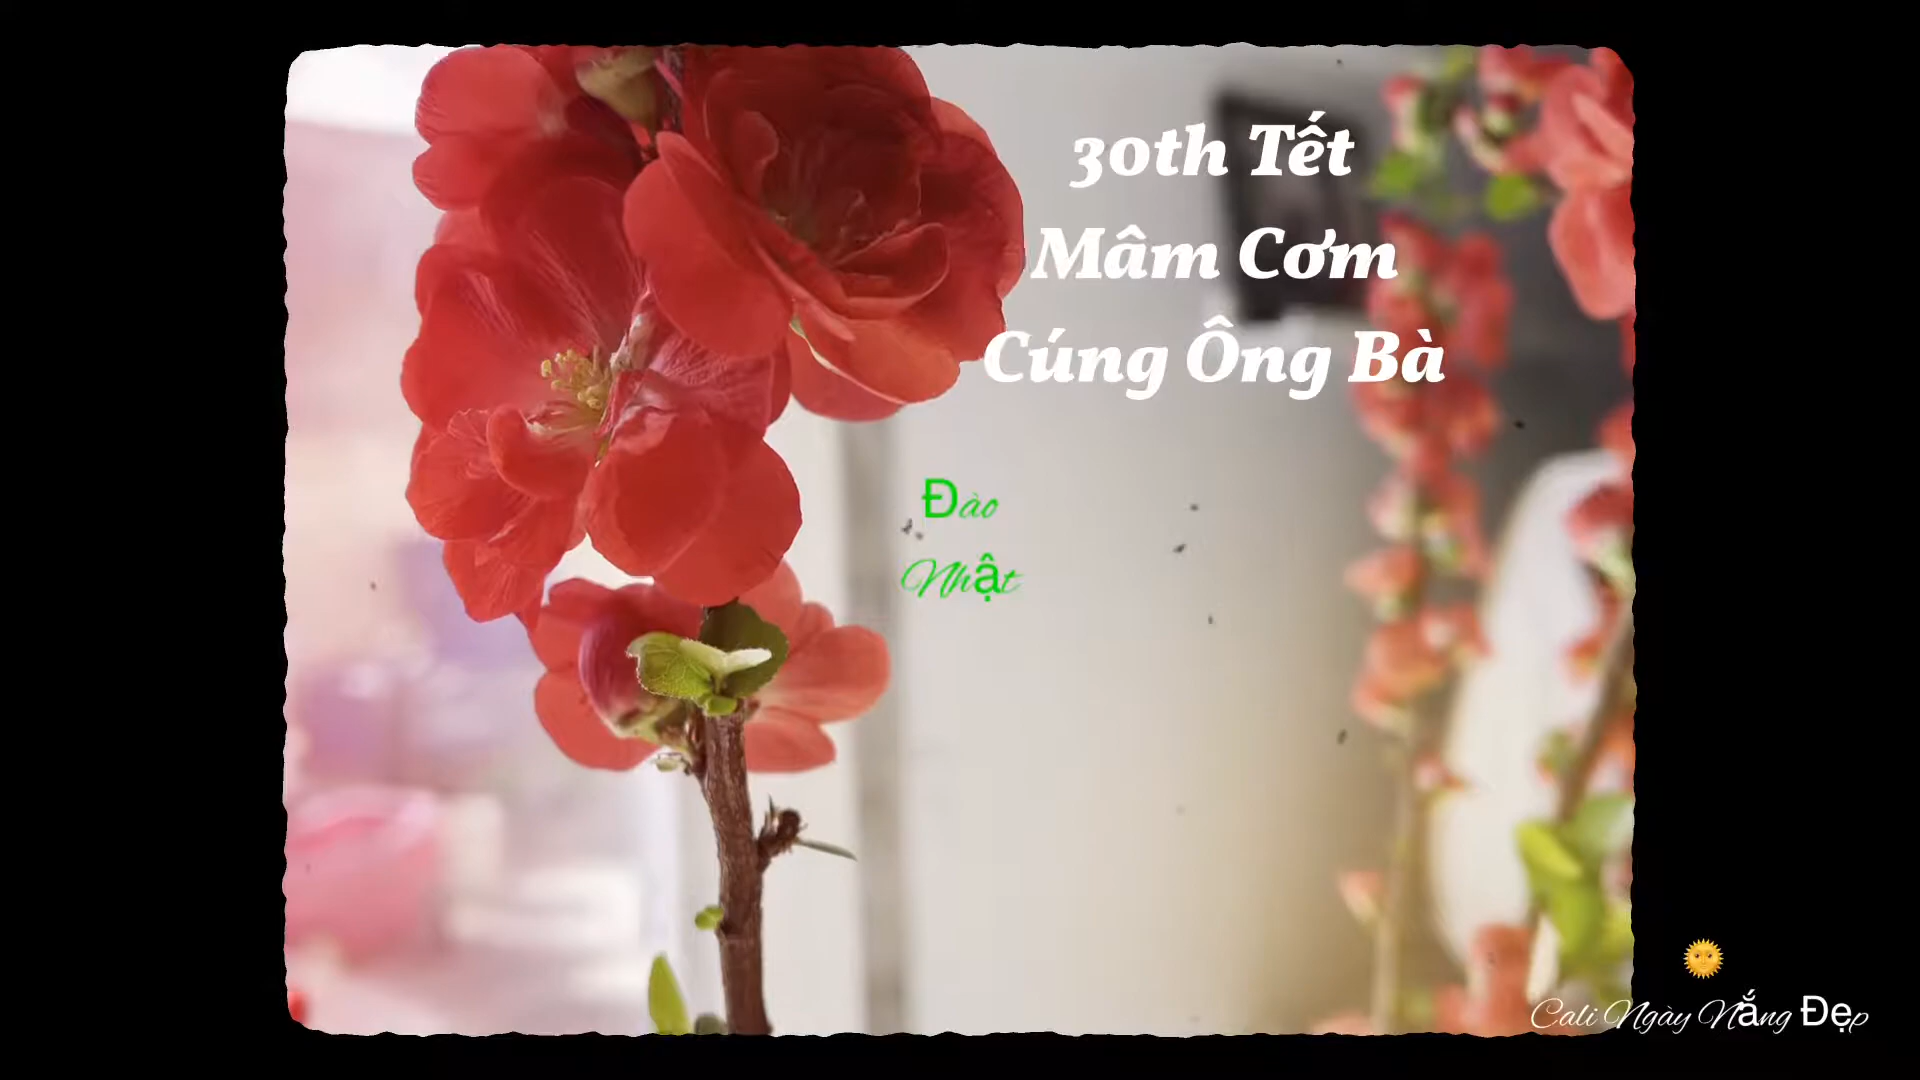 30th Tết
Mâm Cơm
Cúng Ông Bà
Đào
Nhật
Cali Ngày Nắng Đẹp